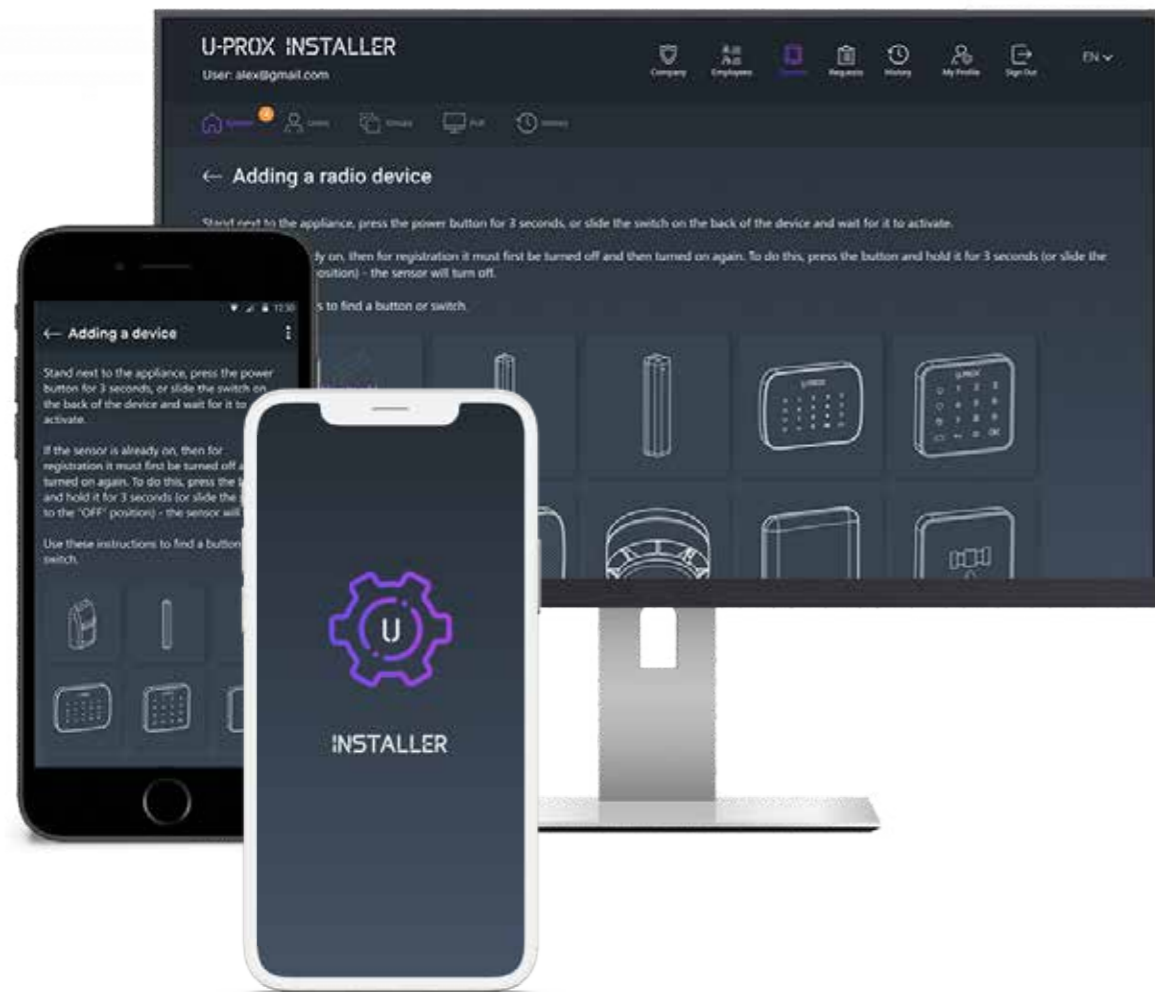 U-PROX INSTALLER
User: alex@gmail.com
Company
Employees
Requests
History
My Profile
Sign Out
EN
← Adding a radio device
Stand next to the appliance, press the power button for 3 seconds, or slide the switch on the back of the device and wait for it to activate.
dy on, then for registration it must first be turned off and then turned on again. To do this, press the button and hold it for 3 seconds (or slide the
osition) - the sensor will turn off.
s to find a button or switch.
U-PROX
U-PROX
12:30
← Adding a device
Stand next to the appliance, press the power
button for 3 seconds, or slide the switch on
the back of the device and wait for it to
activate.
If the sensor is already on, then for
registration it must first be turned off a
turned on again. To do this, press the b
and hold it for 3 seconds (or slide the s
to the "OFF" position) - the sensor will
Use these instructions to find a button
switch.
U
INSTALLER